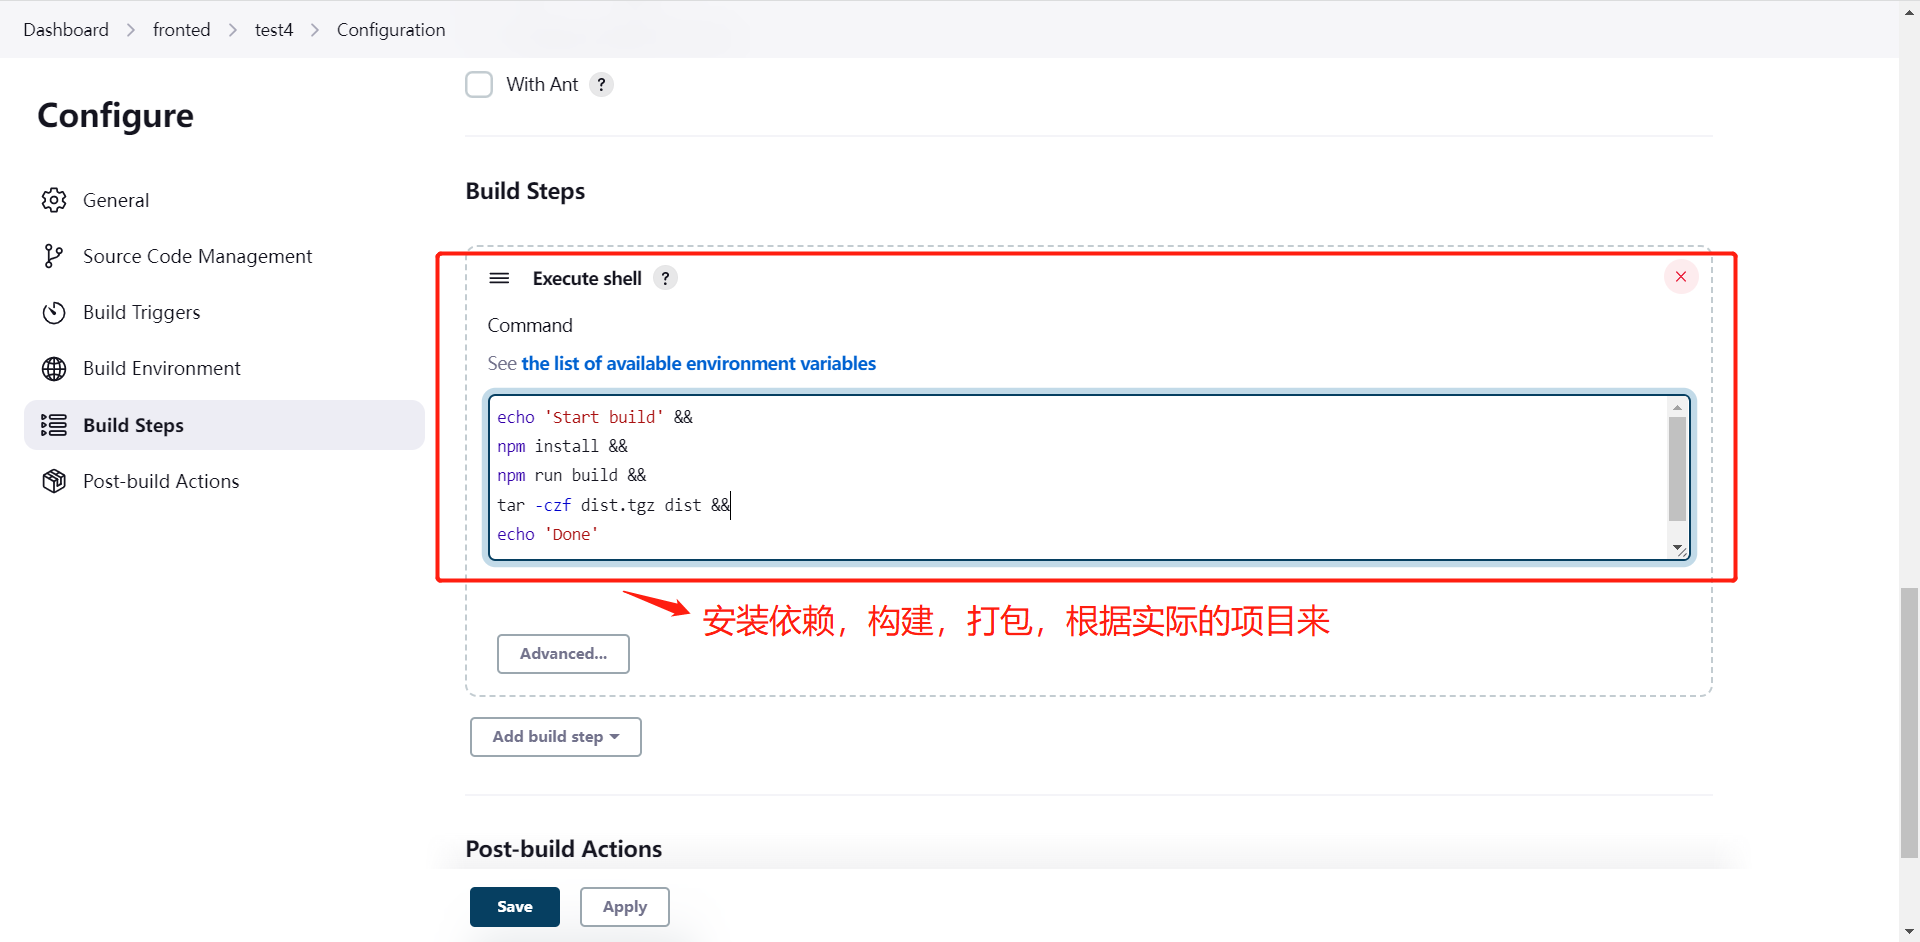 Dashboard > fronted > test4 > Configuration
With Ant ?
Configure
General
Source Code Management
Build Triggers
Build Environment
Build Steps
Post-build Actions
Build Steps
Execute shell ?
Command
See the list of available environment variables
echo 'Start build' &&
npm install &&
npm run build &&
tar -czf dist.tgz dist &&
echo 'Done'
安装依赖，构建，打包，根据实际的项目来
Advanced...
Add build step
Post-build Actions
Save
Apply